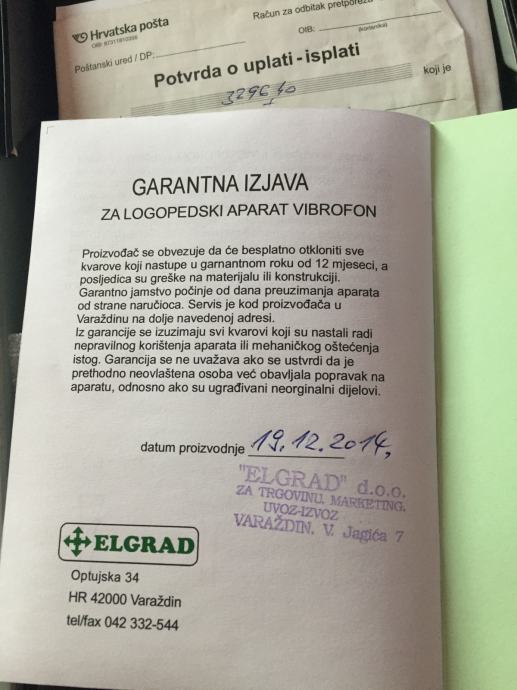 Hrvatska pošta
Račun za odbitak
OIB:
Poštanski ured / DP:
Potvrda o uplati - isplati
koji je
GARANTNA IZJAVA
ZA LOGOPEDSKI APARAT VIBROFON
Proizvođač se obvezuje da će besplatno otkloniti sve
kvarove koji nastupe u garnantnom roku od 12 mjeseci, a
posljedica su greške na materijalu ili konstrukciji.
Garantno jamstvo počinje od dana preuzimanja aparata
od strane naručioca. Servis je kod proizvođača u
Varaždinu na dolje navedenoj adresi.
Iz garancije se izuzimaju svi kvarovi koji su nastali radi
nepravilnog korištenja aparata ili mehaničkog oštećenja
istog. Garancija se ne uvažava ako se ustvrdi da je
prethodno neovlaštena osoba već obavljala popravak na
aparatu, odnosno ako su ugrađivani neorginalni dijelovi.
datum proizvodnje 19.12.2014,
"ELGRAD" d.o.o.
ZA TRGOVINU, MARKETING,
UVOZ-IZVOZ
VARAŽDIN, V. Jagića 7
ELGRAD
Optujska 34
HR 42000 Varaždin
tel/fax 042 332-544